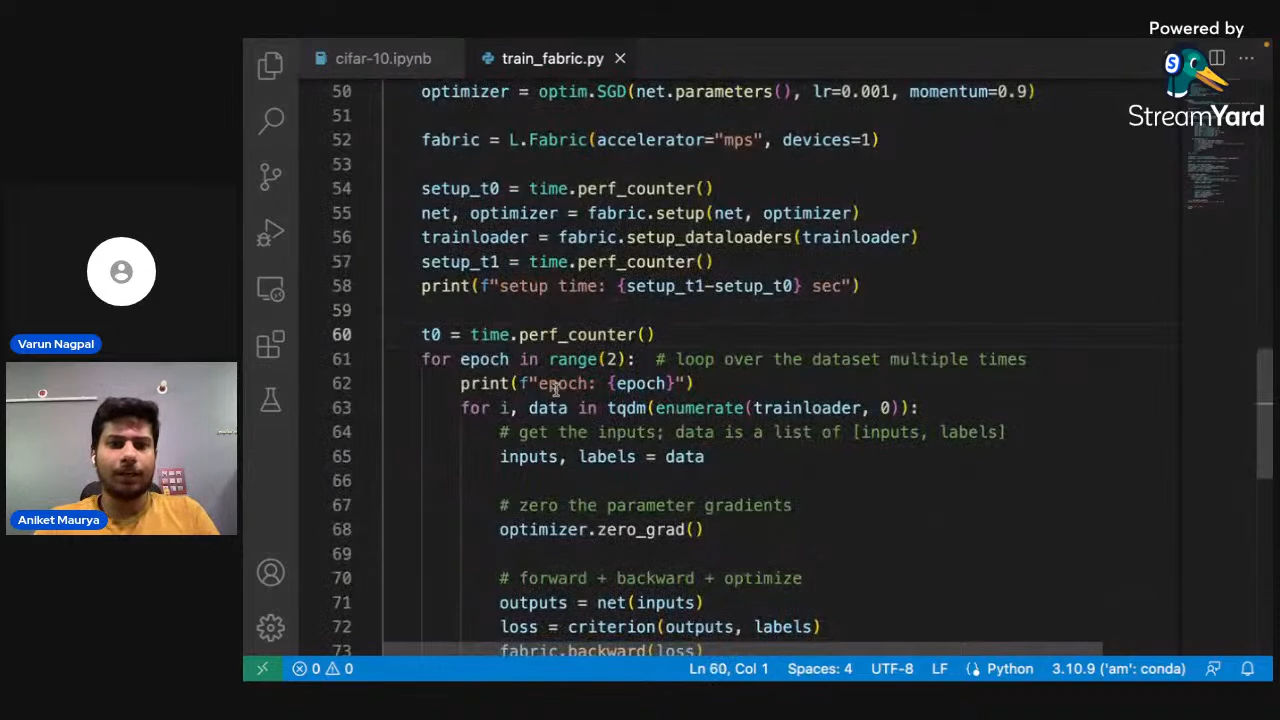 Powered by
StreamYard
Varun Nagpal
Aniket Maurya
cifar-10.ipynb
train_fabric.py
50 optimizer = optim.SGD(net.parameters(), lr=0.001, momentum=0.9)
51
52 fabric = L.Fabric(accelerator="mps", devices=1)
53
54 setup_t0 = time.perf_counter()
55 net, optimizer = fabric.setup(net, optimizer)
56 trainloader = fabric.setup_dataloaders(trainloader)
57 setup_t1 = time.perf_counter()
58 print(f"setup time: {setup_t1-setup_t0} sec")
59
60 t0 = time.perf_counter()
61 for epoch in range(2):  # loop over the dataset multiple times
62 print(f"epoch: {epoch}")
63 for i, data in tqdm(enumerate(trainloader, 0)):
64 # get the inputs; data is a list of [inputs, labels]
65 inputs, labels = data
66
67 # zero the parameter gradients
68 optimizer.zero_grad()
69
70 # forward + backward + optimize
71 outputs = net(inputs)
72 loss = criterion(outputs, labels)
73 fabric.backward(loss)
0 0 Ln 60, Col 1 Spaces: 4 UTF-8 LF Python 3.10.9 ('am': conda)